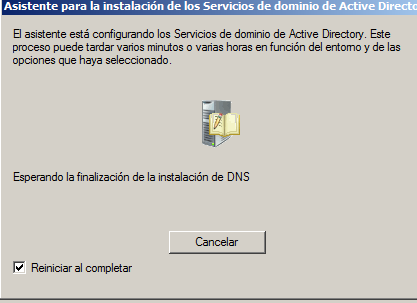 Asistente para la instalación de los Servicios de dominio de Active Directo
El asistente está configurando los Servicios de dominio de Active Directory. Este
proceso puede tardar varios minutos o varias horas en función del entorno y de las
opciones que haya seleccionado.
Esperando la finalización de la instalación de DNS
Cancelar
Reiniciar al completar